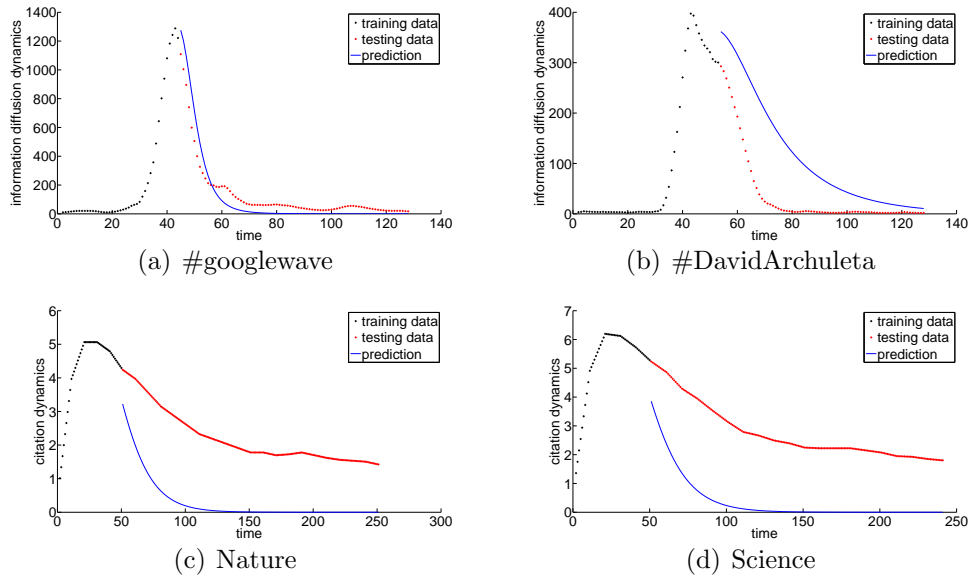 information diffusion dynamics
1400
1200
1000
800
600
400
200
0
0 20 40 60 80 100 120 140
time
training data
testing data
prediction
(a) #googlewave
information diffusion dynamics
400
300
200
100
0
0 20 40 60 80 100 120 140
time
training data
testing data
prediction
(b) #DavidArchuleta
citation dynamics
6
5
4
3
2
1
0
0 50 100 150 200 250 300
time
training data
testing data
prediction
(c) Nature
citation dynamics
7
6
5
4
3
2
1
0
0 50 100 150 200 250
time
training data
testing data
prediction
(d) Science